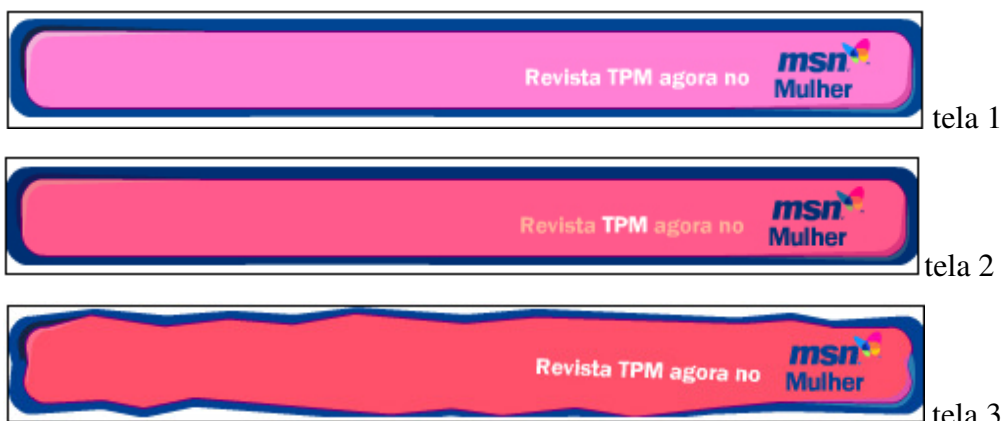 Revista TPM agora no
msn
Mulher
tela 1
Revista TPM agora no
msn
Mulher
tela 2
Revista TPM agora no
msn
Mulher
tela 3